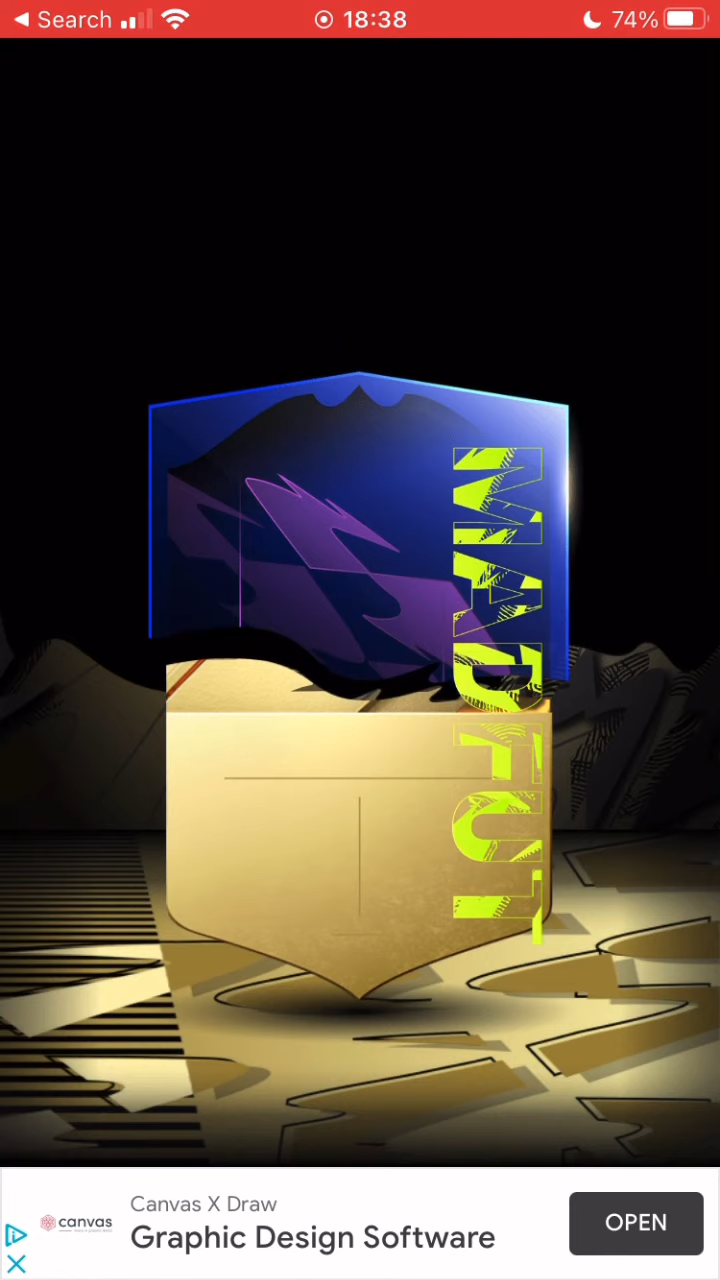 Search
18:38
74%
MADFUT
canvas
Canvas X Draw
Graphic Design Software
OPEN